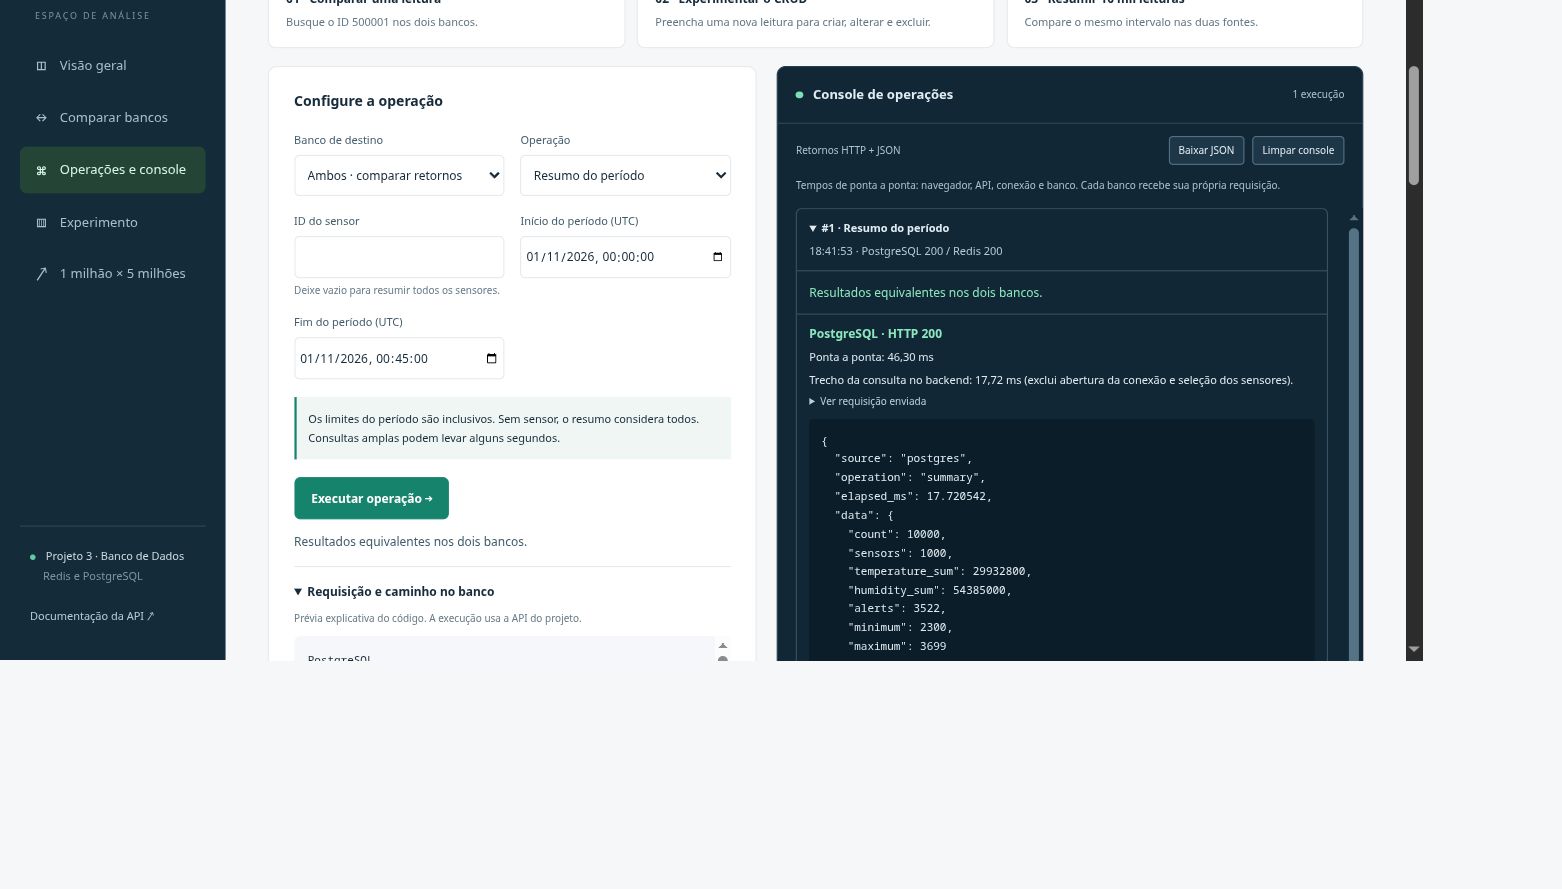 ESPAÇO DE ANÁLISE
Visão geral
Comparar bancos
Operações e console
Experimento
1 milhão × 5 milhões
Projeto 3 · Banco de Dados
Redis e PostgreSQL
Documentação da API ↗
Busque o ID 500001 nos dois bancos.
Preencha uma nova leitura para criar, alterar e excluir.
Compare o mesmo intervalo nas duas fontes.
Configure a operação
Banco de destino
Operação
Ambos · comparar retornos
Resumo do período
ID do sensor
Início do período (UTC)
01/11/2026, 00:00:00
Deixe vazio para resumir todos os sensores.
Fim do período (UTC)
01/11/2026, 00:45:00
Os limites do período são inclusivos. Sem sensor, o resumo considera todos.
Consultas amplas podem levar alguns segundos.
Executar operação →
Resultados equivalentes nos dois bancos.
▼ Requisição e caminho no banco
Prévia explicativa do código. A execução usa a API do projeto.
PostgreSQL
Console de operações
1 execução
Retornos HTTP + JSON
Baixar JSON
Limpar console
Tempos de ponta a ponta: navegador, API, conexão e banco. Cada banco recebe sua própria requisição.
▼ #1 · Resumo do período
18:41:53 · PostgreSQL 200 / Redis 200
Resultados equivalentes nos dois bancos.
PostgreSQL · HTTP 200
Ponta a ponta: 46,30 ms
Trecho da consulta no backend: 17,72 ms (exclui abertura da conexão e seleção dos sensores).
▶ Ver requisição enviada
{
"source": "postgres",
"operation": "summary",
"elapsed_ms": 17.720542,
"data": {
"count": 10000,
"sensors": 1000,
"temperature_sum": 29932800,
"humidity_sum": 54385000,
"alerts": 3522,
"minimum": 2300,
"maximum": 3699